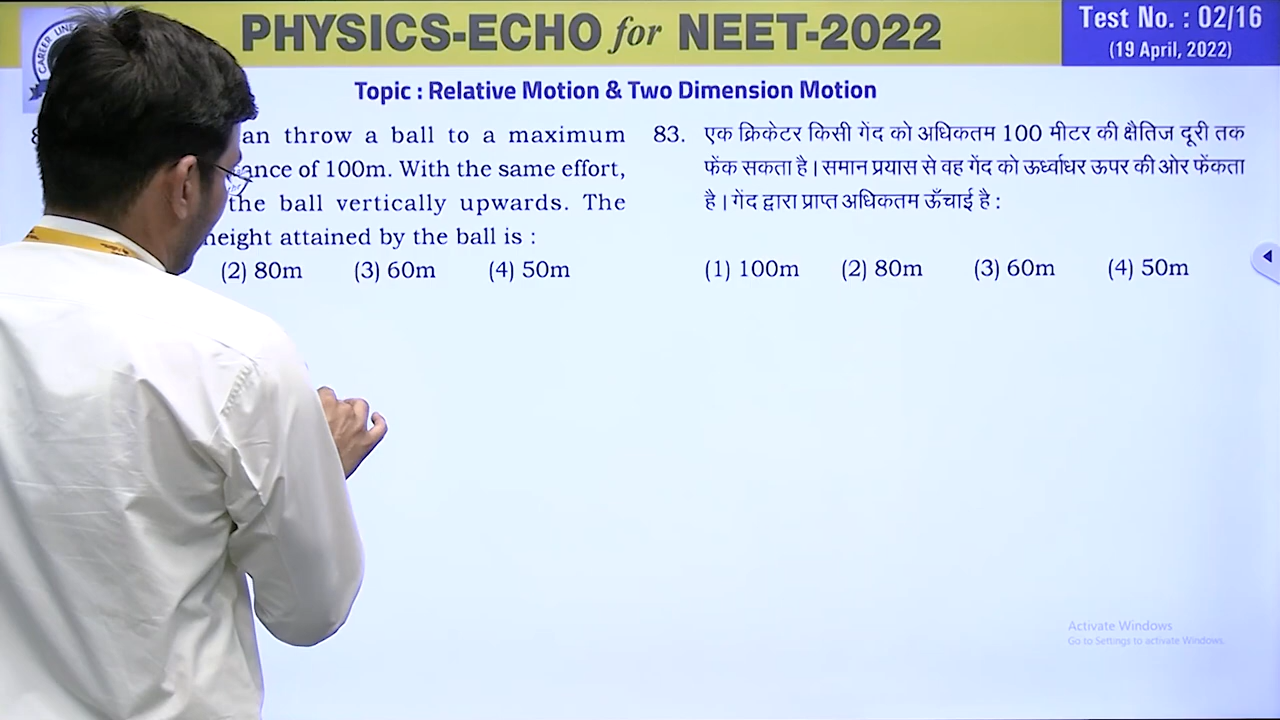 PHYSICS-ECHO for NEET-2022
Test No. : 02/16
(19 April, 2022)
CAREER LINE
Topic : Relative Motion & Two Dimension Motion
an throw a ball to a maximum
ance of 100m. With the same effort,
the ball vertically upwards. The
height attained by the ball is :
(2) 80m (3) 60m (4) 50m
83. एक क्रिकेटर किसी गेंद को अधिकतम 100 मीटर की क्षैतिज दूरी तक
फेंक सकता है। समान प्रयास से वह गेंद को ऊर्ध्वाधर ऊपर की ओर फेंकता
है। गेंद द्वारा प्राप्त अधिकतम ऊँचाई है :
(1) 100m (2) 80m (3) 60m (4) 50m
Activate Windows
Go to Settings to activate Windows.